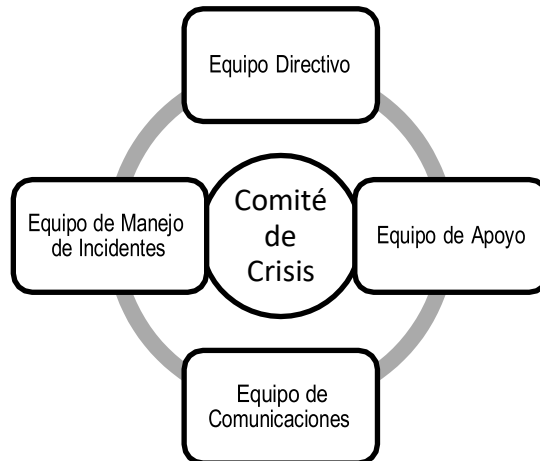 Equipo Directivo
Equipo de Manejo
de Incidentes
Comité
de
Crisis
Equipo de Apoyo
Equipo de
Comunicaciones